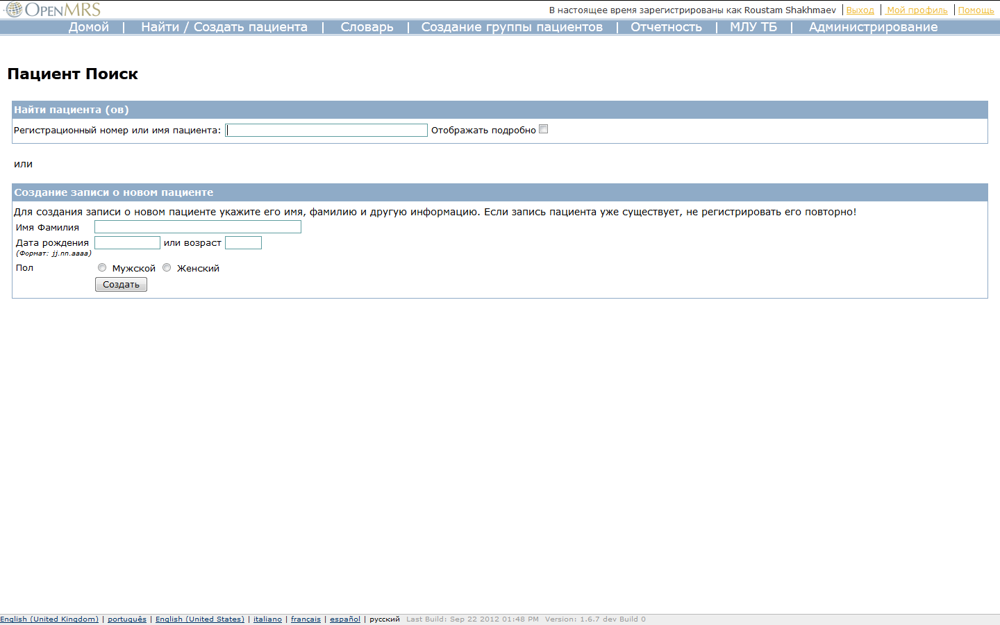 OpenMRS
В настоящее время зарегистрированы как Roustam Shakhmaev | Выход | Мой профиль | Помощь
Домой | Найти / Создать пациента | Словарь | Создание группы пациентов | Отчетность | МЛУ ТБ | Администрирование
Пациент Поиск
Найти пациента (ов)
Регистрационный номер или имя пациента: Отображать подробно
или
Создание записи о новом пациенте
Для создания записи о новом пациенте укажите его имя, фамилию и другую информацию. Если запись пациента уже существует, не регистрировать его повторно!
Имя Фамилия
Дата рождения или возраст
(Формат: jj.nn.aaaa)
Пол Мужской Женский
Создать
English (United Kingdom) | português | English (United States) | italiano | français | español | русский Last Build: Sep 22 2012 01:48 PM Version: 1.6.7 dev Build 0